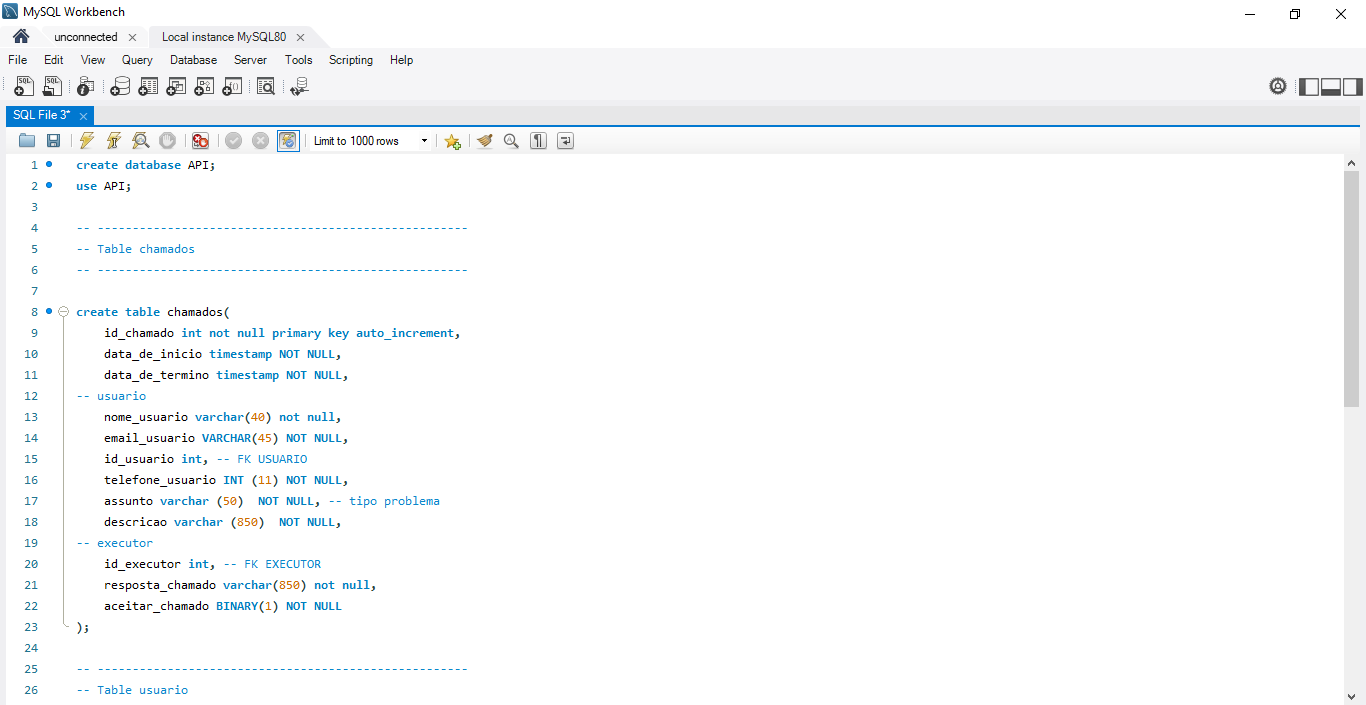 MySQL Workbench
unconnected × Local instance MySQL80 ×
File Edit View Query Database Server Tools Scripting Help
SQL File 3* ×
Limit to 1000 rows
1 create database API;
2 use API;
3
4 -- -----------------------------------------------------
5 -- Table chamados
6 -- -----------------------------------------------------
7
8 create table chamados(
9 id_chamado int not null primary key auto_increment,
10 data_de_inicio timestamp NOT NULL,
11 data_de_termino timestamp NOT NULL,
12 -- usuario
13 nome_usuario varchar(40) not null,
14 email_usuario VARCHAR(45) NOT NULL,
15 id_usuario int, -- FK USUARIO
16 telefone_usuario INT (11) NOT NULL,
17 assunto varchar (50)  NOT NULL, -- tipo problema
18 descricao varchar (850)  NOT NULL,
19 -- executor
20 id_executor int, -- FK EXECUTOR
21 resposta_chamado varchar(850) not null,
22 aceitar_chamado BINARY(1) NOT NULL
23 );
24
25 -- -----------------------------------------------------
26 -- Table usuario